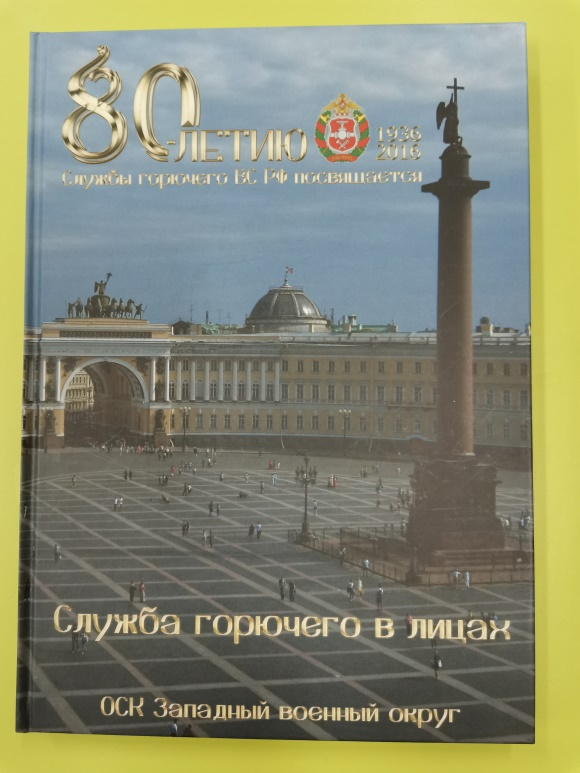 80-ЛЕТИЮ
1936
2016
Службы горючего ВС РФ посвящается
Служба горючего в лицах
ОСК Западный военный округ